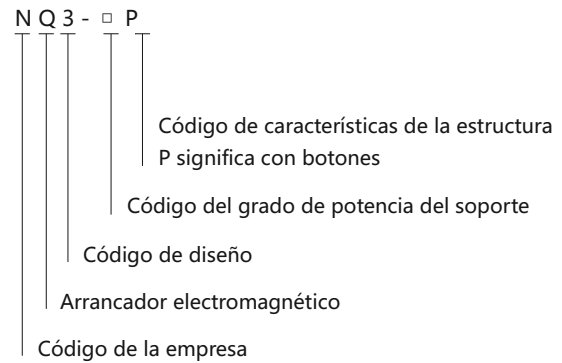 N Q 3 - □ P
Código de características de la estructura
P significa con botones
Código del grado de potencia del soporte
Código de diseño
Arrancador electromagnético
Código de la empresa